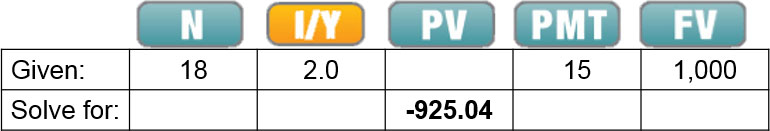 N I/Y PV PMT FV
Given: 18 2.0 15 1,000
Solve for: -925.04